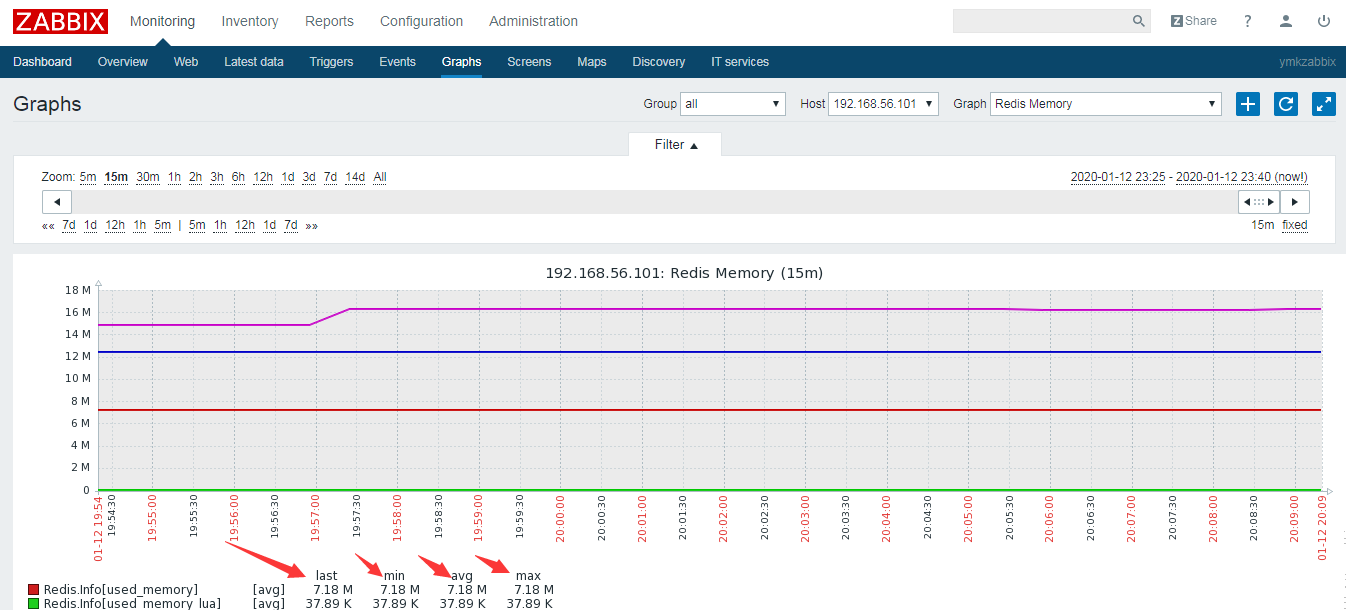 ZABBIX Monitoring Inventory Reports Configuration Administration Z Share ?
Dashboard Overview Web Latest data Triggers Events Graphs Screens Maps Discovery IT services ymkzabbix
Graphs Group all ▼ Host 192.168.56.101 ▼ Graph Redis Memory ▼
Filter ▲
Zoom: 5m 15m 30m 1h 2h 3h 6h 12h 1d 3d 7d 14d All 2020-01-12 23:25 - 2020-01-12 23:40 (now!)
«« 7d 1d 12h 1h 5m | 5m 1h 12h 1d 7d »» 15m fixed
192.168.56.101: Redis Memory (15m)
18 M
16 M
14 M
12 M
10 M
8 M
6 M
4 M
2 M
0
01-12 19:54
19:54:30
19:55:00
19:55:30
19:56:00
19:56:30
19:57:00
19:57:30
19:58:00
19:58:30
19:59:00
19:59:30
20:00:00
20:00:30
20:01:00
20:01:30
20:02:00
20:02:30
20:03:00
20:03:30
20:04:00
20:04:30
20:05:00
20:05:30
20:06:00
20:06:30
20:07:00
20:07:30
20:08:00
20:08:30
20:09:00
01-12 20:09
last min avg max
Redis.Info[used_memory] [avg] 7.18 M 7.18 M 7.18 M 7.18 M
Redis.Info[used_memory_lua] [avg] 37.89 K 37.89 K 37.89 K 37.89 K